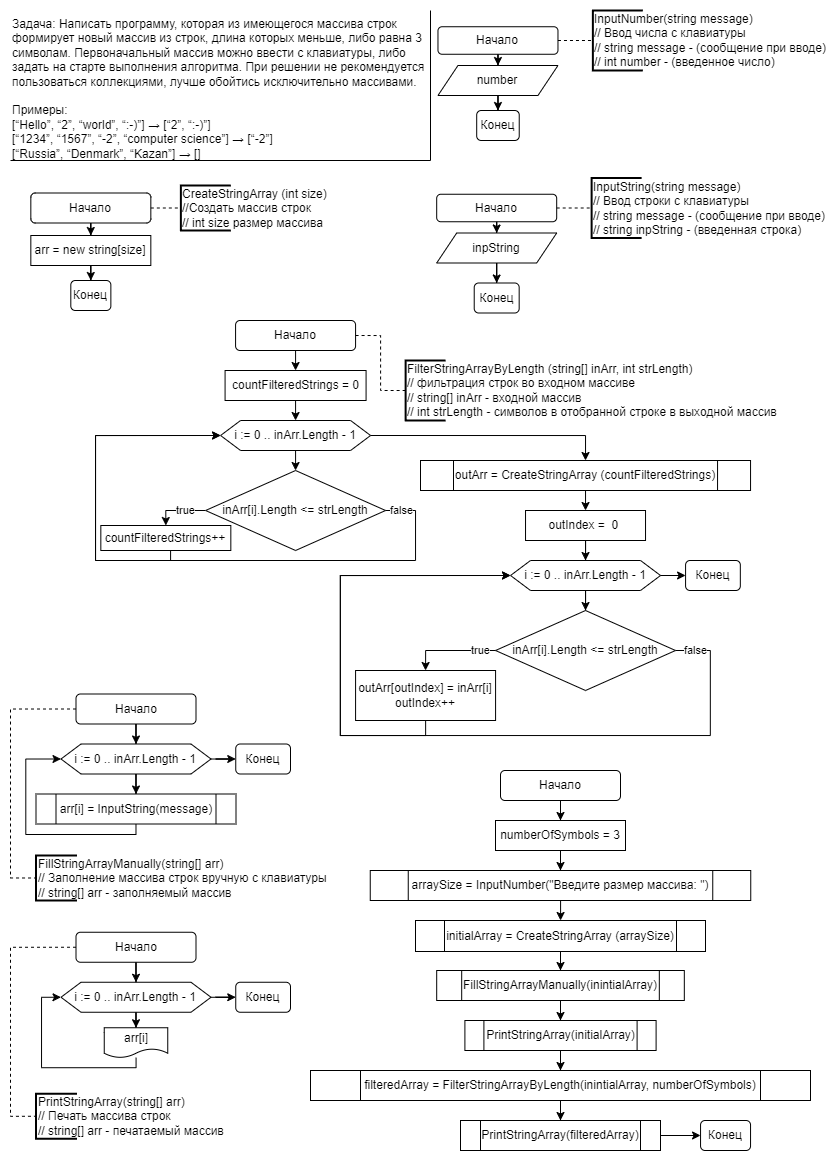 Задача: Написать программу, которая из имеющегося массива строк
формирует новый массив из строк, длина которых меньше, либо равна 3
символам. Первоначальный массив можно ввести с клавиатуры, либо
задать на старте выполнения алгоритма. При решении не рекомендуется
пользоваться коллекциями, лучше обойтись исключительно массивами.
Примеры:
[“Hello”, “2”, “world”, “:-)”] → [“2”, “:-)”]
[“1234”, “1567”, “-2”, “computer science”] → [“-2”]
[“Russia”, “Denmark”, “Kazan”] → []
Начало
number
Конец
InputNumber(string message)
// Ввод числа с клавиатуры
// string message - (сообщение при вводе)
// int number - (введенное число)
Начало
arr = new string[size]
Конец
CreateStringArray (int size)
//Создать массив строк
// int size размер массива
Начало
inpString
Конец
InputString(string message)
// Ввод строки с клавиатуры
// string message - (сообщение при вводе)
// string inpString - (введенная строка)
Начало
countFilteredStrings = 0
i := 0 .. inArr.Length - 1
inArr[i].Length <= strLength
true
false
countFilteredStrings++
FilterStringArrayByLength (string[] inArr, int strLength)
// фильтрация строк во входном массиве
// string[] inArr - входной массив
// int strLength - символов в отобранной строке в выходной массив
outArr = CreateStringArray (countFilteredStrings)
outIndex = 0
i := 0 .. inArr.Length - 1
Конец
inArr[i].Length <= strLength
true
false
outArr[outIndex] = inArr[i]
outIndex++
Начало
i := 0 .. inArr.Length - 1
Конец
arr[i] = InputString(message)
FillStringArrayManually(string[] arr)
// Заполнение массива строк вручную с клавиатуры
// string[] arr - заполняемый массив
Начало
i := 0 .. inArr.Length - 1
Конец
arr[i]
PrintStringArray(string[] arr)
// Печать массива строк
// string[] arr - печатаемый массив
Начало
numberOfSymbols = 3
arraySize = InputNumber("Введите размер массива: ")
initialArray = CreateStringArray (arraySize)
FillStringArrayManually(inintialArray)
PrintStringArray(initialArray)
filteredArray = FilterStringArrayByLength(inintialArray, numberOfSymbols)
PrintStringArray(filteredArray)
Конец